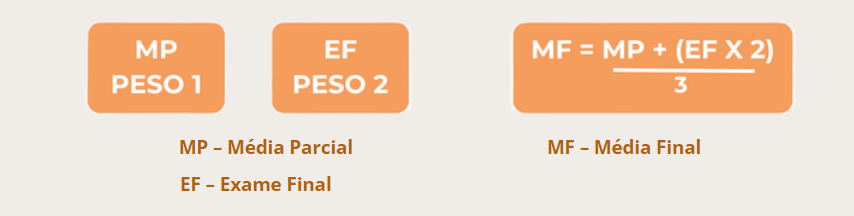 MP
PESO 1
EF
PESO 2
MF = MP + (EF X 2)
3
MP – Média Parcial
EF – Exame Final
MF – Média Final